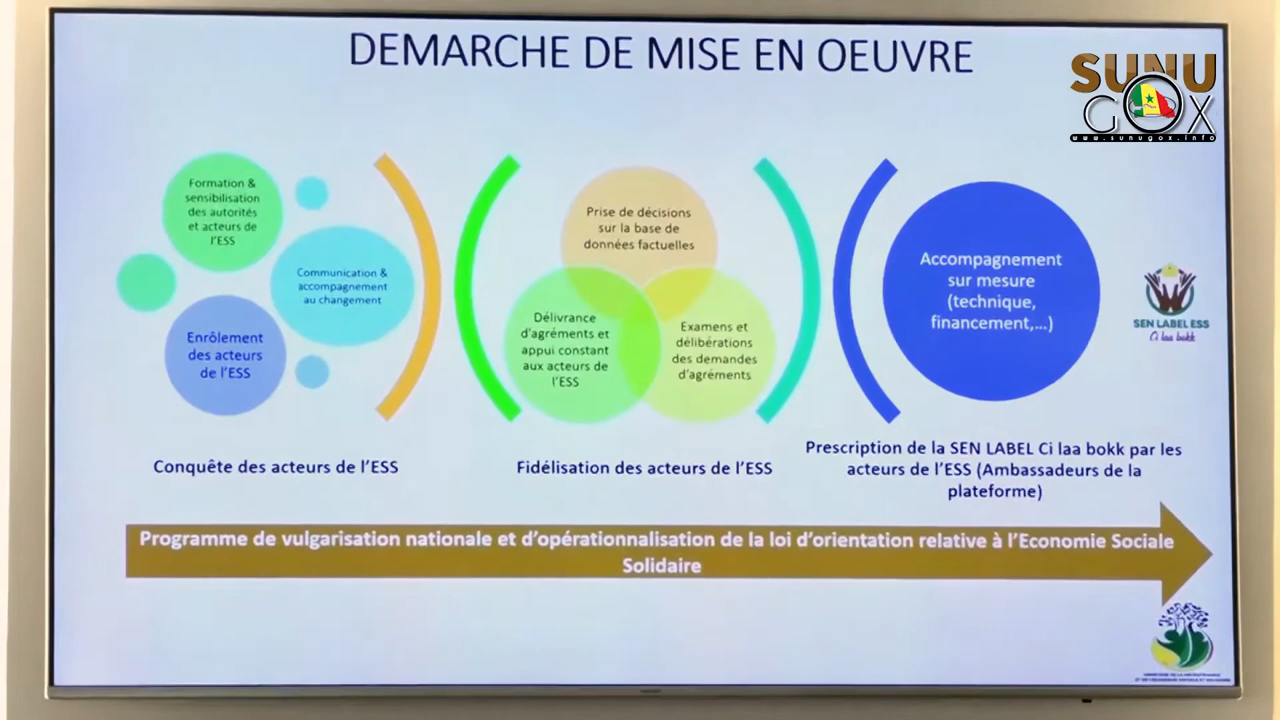 DEMARCHE DE MISE EN OEUVRE
SUNU
GOX
www.sunugox.info
Formation &
sensibilisation
des autorités
et acteurs de
l'ESS
Communication &
accompagnement
au changement
Enrôlement
des acteurs
de l'ESS
Conquête des acteurs de l'ESS
Prise de décisions
sur la base de
données factuelles
Délivrance
d'agréments et
appui constant
aux acteurs de
l'ESS
Examens et
délibérations
des demandes
d'agréments
Fidélisation des acteurs de l'ESS
Accompagnement
sur mesure
(technique,
financement,...)
SEN LABEL ESS
Ci laa bokk
Prescription de la SEN LABEL Ci laa bokk par les
acteurs de l'ESS (Ambassadeurs de la
plateforme)
Programme de vulgarisation nationale et d'opérationnalisation de la loi d'orientation relative à l'Economie Sociale
Solidaire